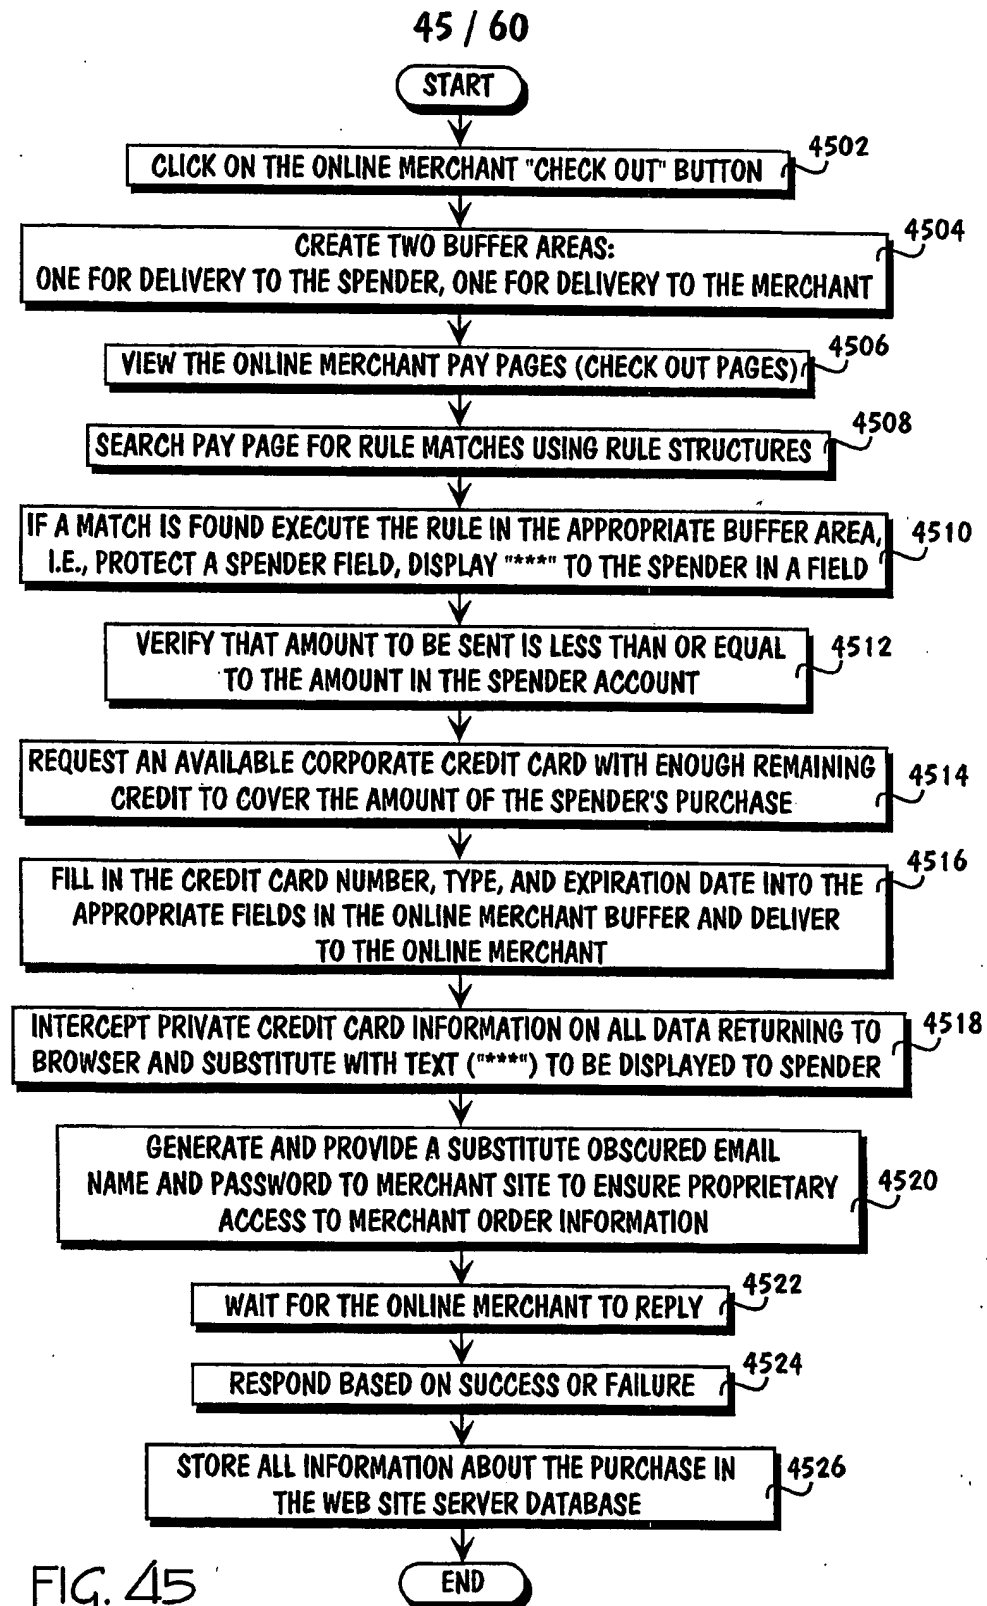 45 / 60
START
CLICK ON THE ONLINE MERCHANT "CHECK OUT" BUTTON
4502
CREATE TWO BUFFER AREAS:
ONE FOR DELIVERY TO THE SPENDER, ONE FOR DELIVERY TO THE MERCHANT
4504
VIEW THE ONLINE MERCHANT PAY PAGES (CHECK OUT PAGES)
4506
SEARCH PAY PAGE FOR RULE MATCHES USING RULE STRUCTURES
4508
IF A MATCH IS FOUND EXECUTE THE RULE IN THE APPROPRIATE BUFFER AREA,
I.E., PROTECT A SPENDER FIELD, DISPLAY "***" TO THE SPENDER IN A FIELD
4510
VERIFY THAT AMOUNT TO BE SENT IS LESS THAN OR EQUAL
TO THE AMOUNT IN THE SPENDER ACCOUNT
4512
REQUEST AN AVAILABLE CORPORATE CREDIT CARD WITH ENOUGH REMAINING
CREDIT TO COVER THE AMOUNT OF THE SPENDER'S PURCHASE
4514
FILL IN THE CREDIT CARD NUMBER, TYPE, AND EXPIRATION DATE INTO THE
APPROPRIATE FIELDS IN THE ONLINE MERCHANT BUFFER AND DELIVER
TO THE ONLINE MERCHANT
4516
INTERCEPT PRIVATE CREDIT CARD INFORMATION ON ALL DATA RETURNING TO
BROWSER AND SUBSTITUTE WITH TEXT ("***") TO BE DISPLAYED TO SPENDER
4518
GENERATE AND PROVIDE A SUBSTITUTE OBSCURED EMAIL
NAME AND PASSWORD TO MERCHANT SITE TO ENSURE PROPRIETARY
ACCESS TO MERCHANT ORDER INFORMATION
4520
WAIT FOR THE ONLINE MERCHANT TO REPLY
4522
RESPOND BASED ON SUCCESS OR FAILURE
4524
STORE ALL INFORMATION ABOUT THE PURCHASE IN
THE WEB SITE SERVER DATABASE
4526
END
FIG. 45